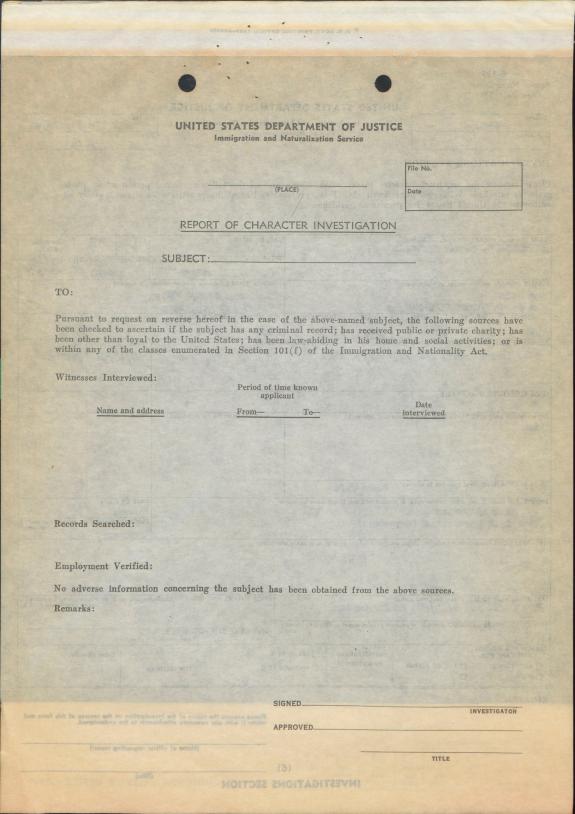 UNITED STATES DEPARTMENT OF JUSTICE
Immigration and Naturalization Service
File No.
(PLACE)
Date
REPORT OF CHARACTER INVESTIGATION
SUBJECT:
TO:
Pursuant to request on reverse hereof in the case of the above-named subject, the following sources have
been checked to ascertain if the subject has any criminal record; has received public or private charity; has
been other than loyal to the United States; has been law-abiding in his home and social activities; or is
within any of the classes enumerated in Section 101(f) of the Immigration and Nationality Act.
Witnesses Interviewed:
Period of time known
applicant
Name and address
From—
To—
Date
interviewed
Records Searched:
Employment Verified:
No adverse information concerning the subject has been obtained from the above sources.
Remarks:
SIGNED
INVESTIGATOR
APPROVED
TITLE
(6)
INVESTIGATIONS SECTION